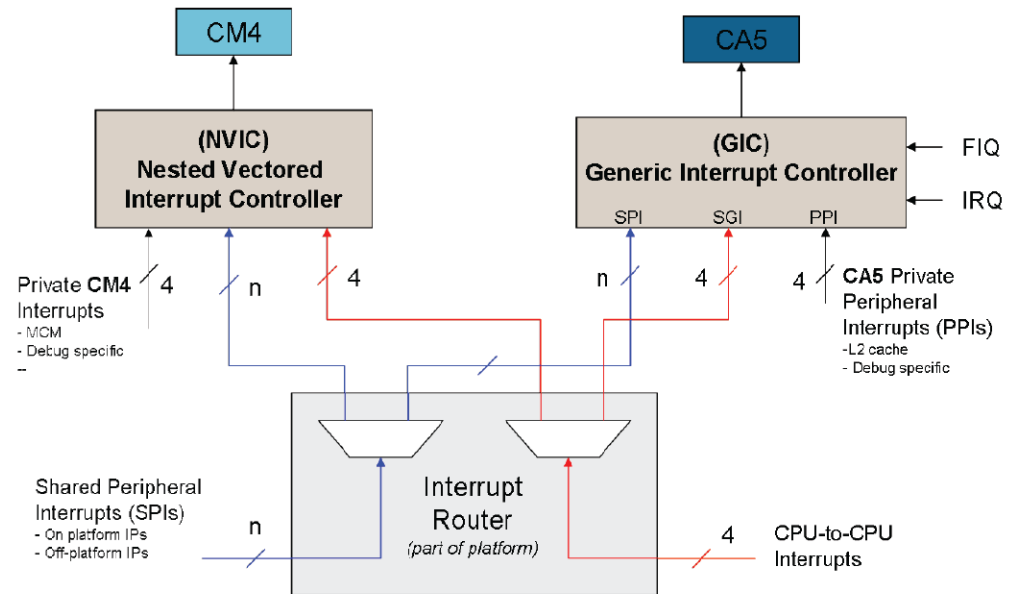 CM4
CA5
(NVIC)
Nested Vectored
Interrupt Controller
(GIC)
Generic Interrupt Controller
SPI
SGI
PPI
FIQ
IRQ
Private CM4
Interrupts
- MCM
- Debug specific
--
4
n
4
n
4
4
CA5 Private
Peripheral
Interrupts (PPIs)
-L2 cache
- Debug specific
Shared Peripheral
Interrupts (SPIs)
- On platform IPs
- Off-platform IPs
n
Interrupt
Router
(part of platform)
4
CPU-to-CPU
Interrupts